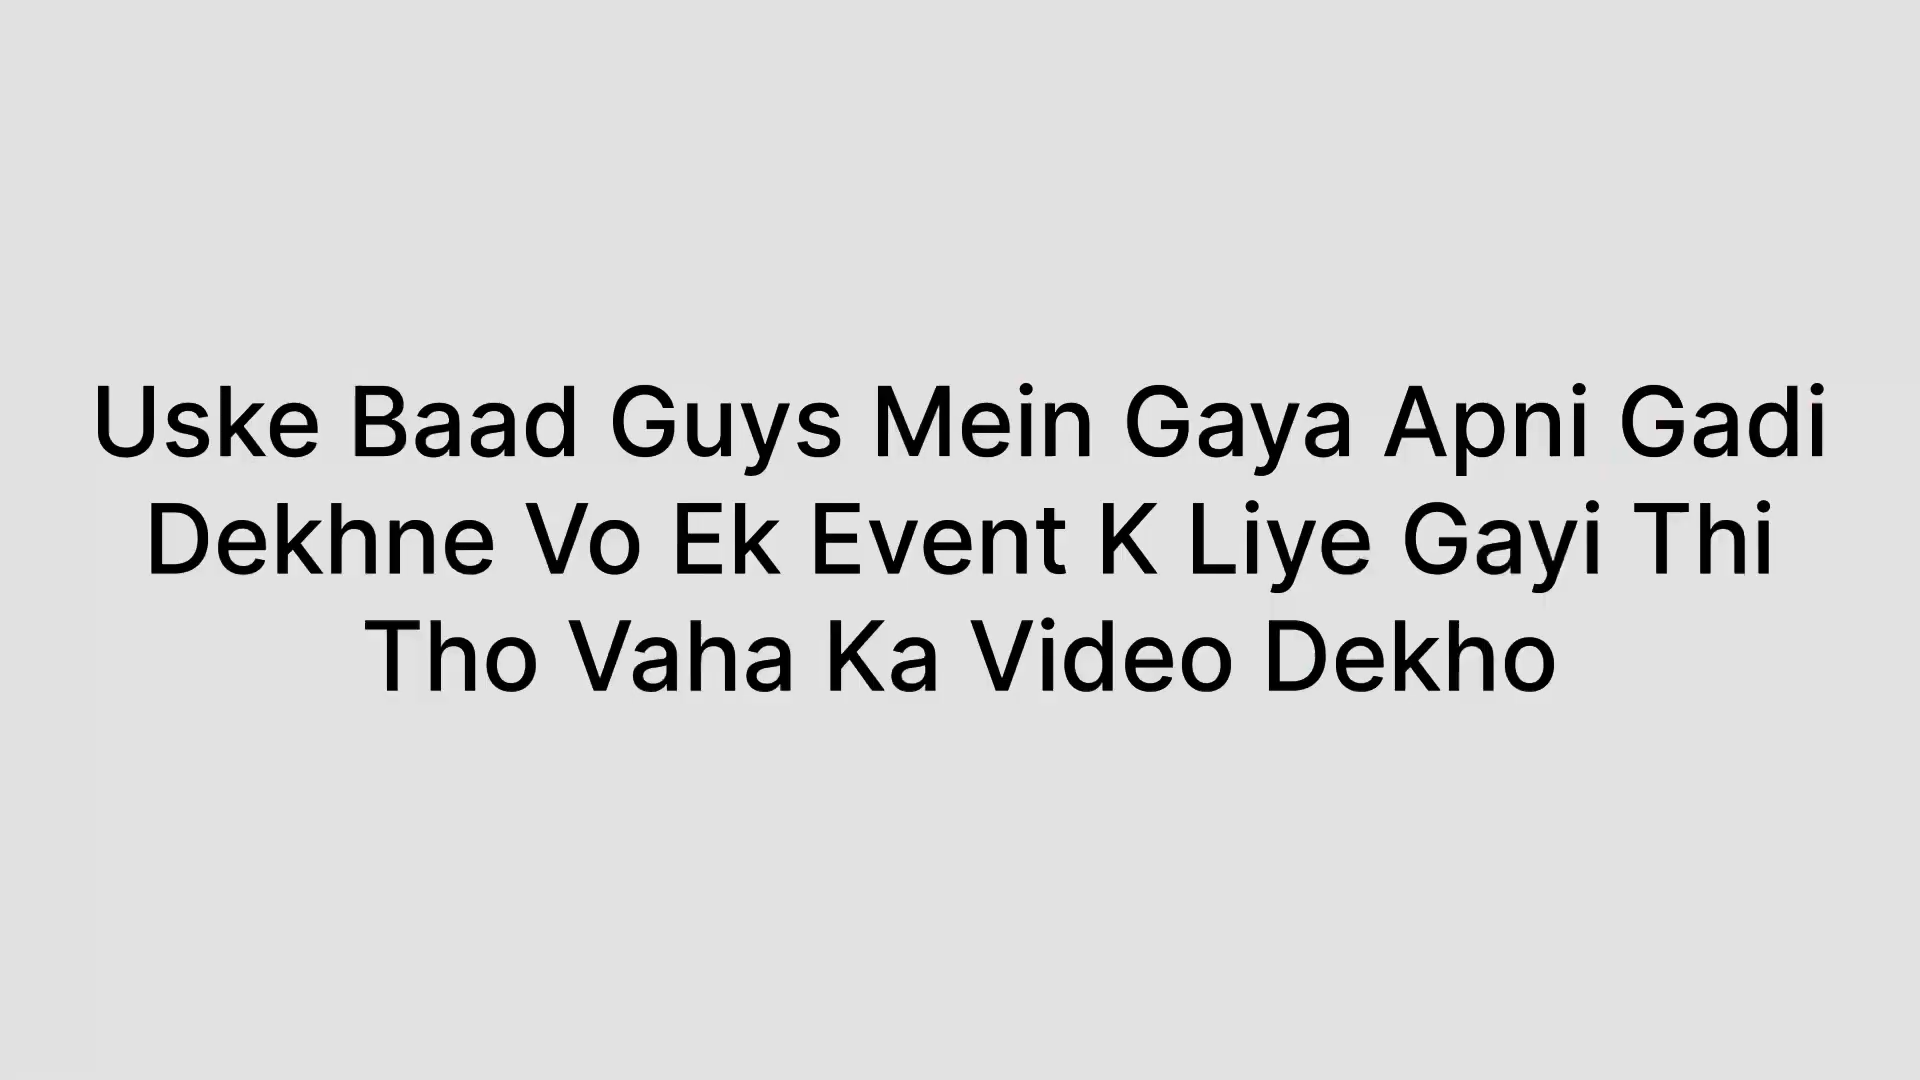 Uske Baad Guys Mein Gaya Apni Gadi
Dekhne Vo Ek Event K Liye Gayi Thi
Tho Vaha Ka Video Dekho